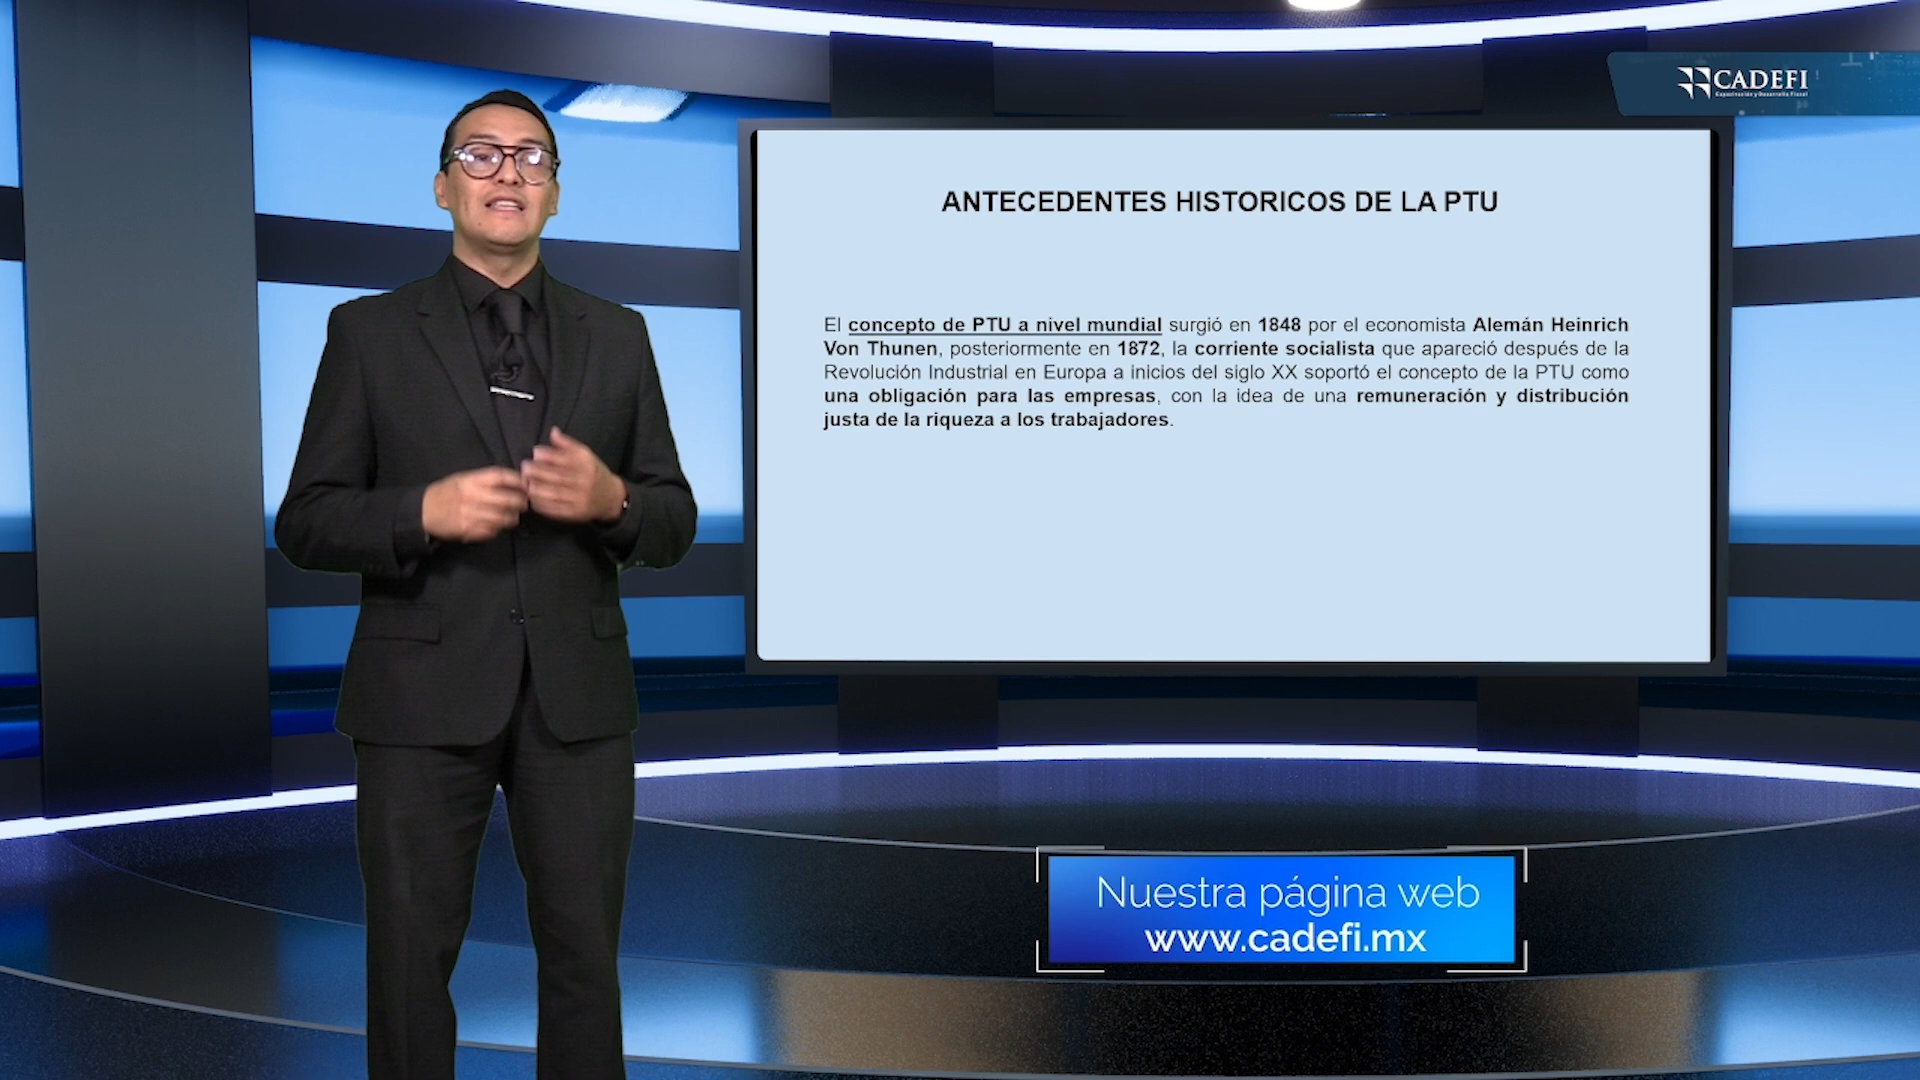 CADEFI
Capacitación y Desarrollo Fiscal
ANTECEDENTES HISTORICOS DE LA PTU
El concepto de PTU a nivel mundial surgió en 1848 por el economista Alemán Heinrich
Von Thunen, posteriormente en 1872, la corriente socialista que apareció después de la
Revolución Industrial en Europa a inicios del siglo XX soportó el concepto de la PTU como
una obligación para las empresas, con la idea de una remuneración y distribución
justa de la riqueza a los trabajadores.
Nuestra página web
www.cadefi.mx